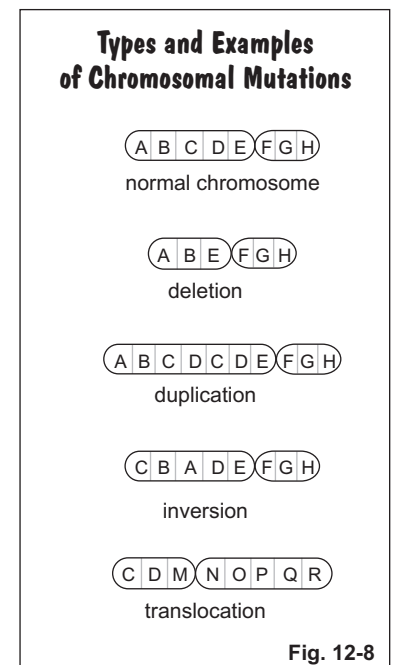 Types and Examples
of Chromosomal Mutations
A B C D E F G H
normal chromosome
A B E F G H
deletion
A B C D C D E F G H
duplication
C B A D E F G H
inversion
C D M N O P Q R
translocation
Fig. 12-8